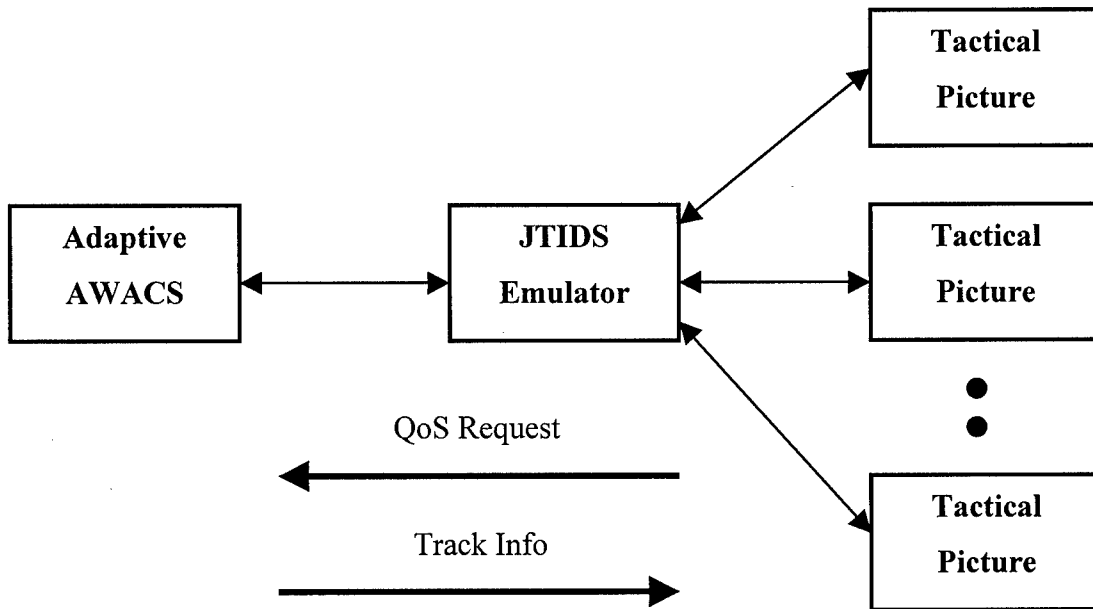 Tactical
Picture
Adaptive
AWACS
JTIDS
Emulator
Tactical
Picture
QoS Request
Track Info
Tactical
Picture